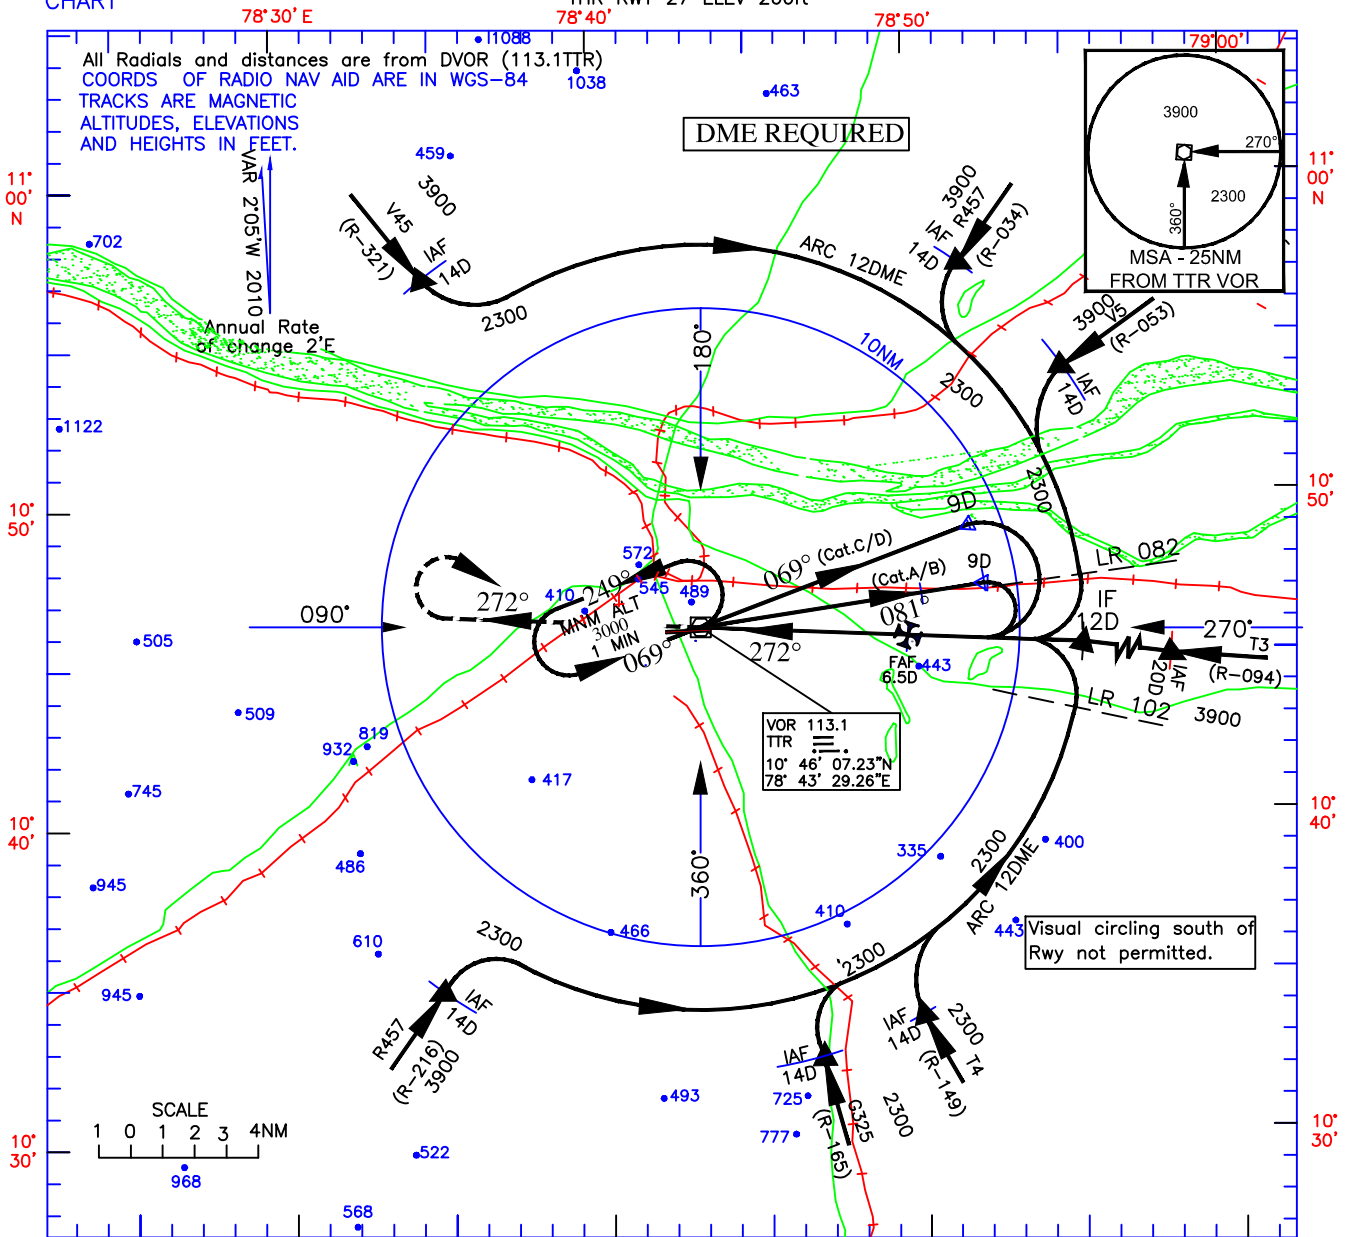 CHART
THR RWY 27 ELEV
78°30' E
78°40'
78°50'
79°00'
All Radials and distances are from DVOR (113.1TTR)
COORDS OF RADIO NAV AID ARE IN WGS-84
TRACKS ARE MAGNETIC
ALTITUDES, ELEVATIONS
AND HEIGHTS IN FEET.
1088
1038
463
459
DME REQUIRED
3900
270°
2300
360°
MSA - 25NM
FROM TTR VOR
11°
00'
N
11°
00'
N
VAR 2°05'W 2010
Annual Rate
of change 2'E
702
1122
3900
V45
(R-321)
IAF
14D
2300
ARC 12DME
3900
R457
(R-034)
IAF
14D
3900
V5
(R-053)
IAF
14D
180°
10NM
2300
2300
10°
50'
10°
50'
9D
9D
069° (Cat.C/D)
(Cat.A/B)
081°
LR 082
572
545
489
410
249°
272°
MNM ALT
3000
1 MIN
069°
090°
272°
FAF
6.5D
443
IF
12D
270°
T3
(R-094)
IAF
20D
LR 102
3900
505
509
819
932
745
417
VOR 113.1
TTR
10° 46' 07.23"N
78° 43' 29.26"E
10°
40'
10°
40'
360°
335
400
486
945
410
466
610
945
2300
2300
2300
ARC 12DME
443
Visual circling south of
Rwy not permitted.
IAF
14D
R457
(R-216)
3900
IAF
14D
G325
(R-165)
2300
IAF
14D
2300
T4
(R-149)
493
725
777
522
568
968
SCALE
1 0 1 2 3 4NM
10°
30'
10°
30'